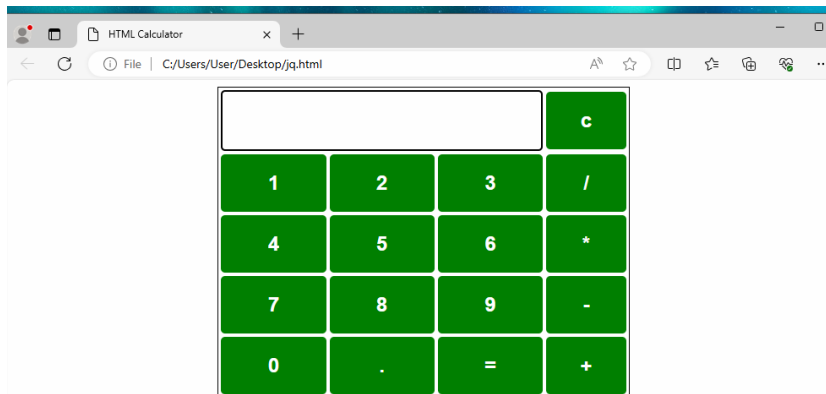 HTML Calculator
File | C:/Users/User/Desktop/jq.html
c
1 2 3 /
4 5 6 *
7 8 9 -
0 . = +